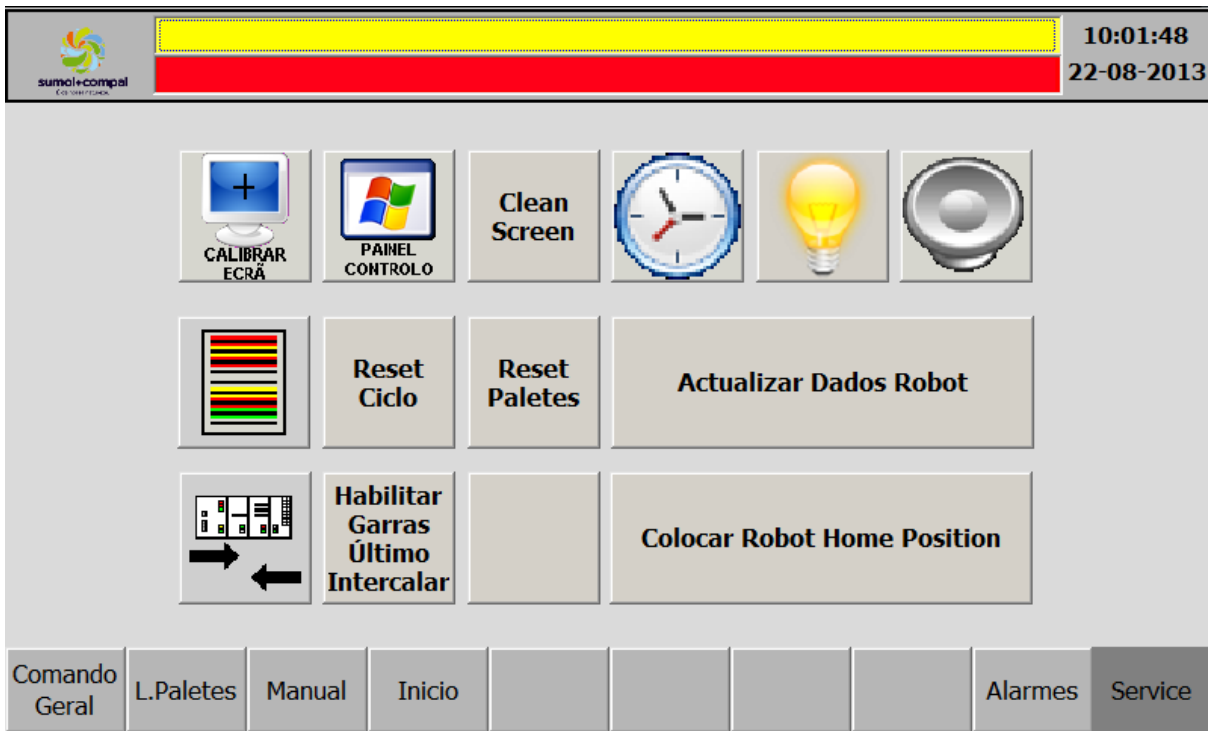 10:01:48
sumol+compal
22-08-2013
+
CALIBRAR
ECRÃ
PAINEL
CONTROLO
Clean
Screen
Reset
Ciclo
Reset
Paletes
Actualizar Dados Robot
Habilitar
Garras
Último
Intercalar
Colocar Robot Home Position
Comando
Geral
L.Paletes
Manual
Inicio
Alarmes
Service